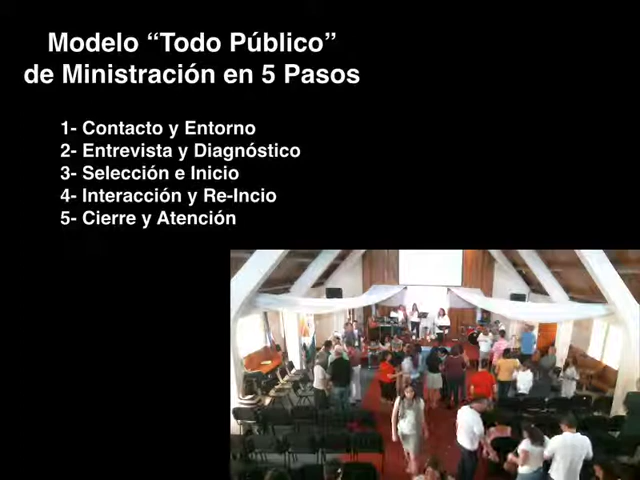 Modelo “Todo Público”
de Ministración en 5 Pasos
1- Contacto y Entorno
2- Entrevista y Diagnóstico
3- Selección e Inicio
4- Interacción y Re-Incio
5- Cierre y Atención